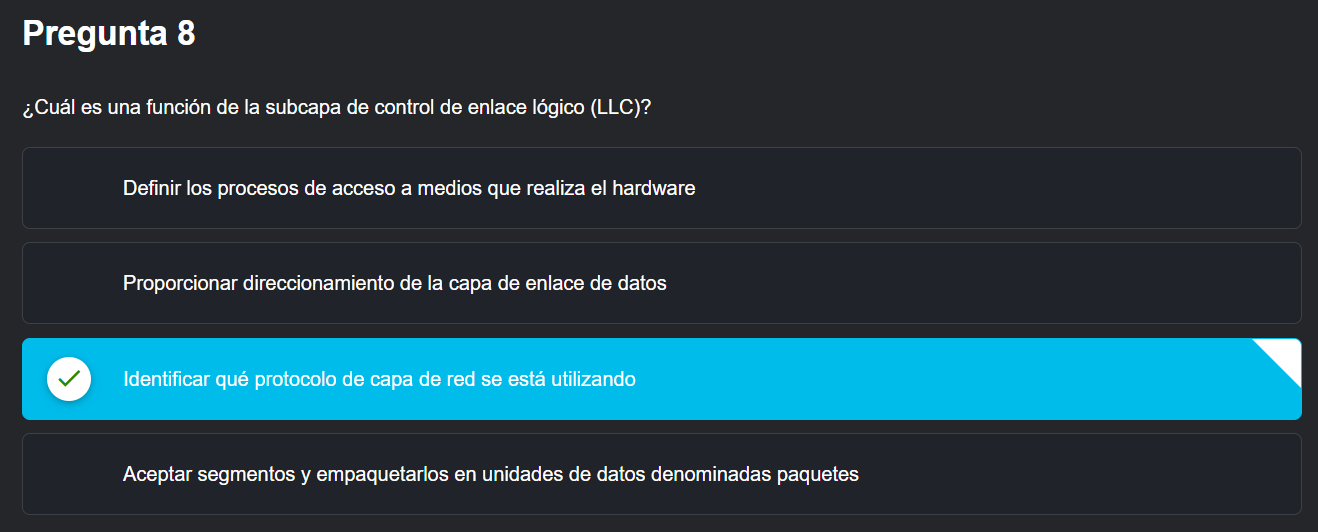 Pregunta 8
¿Cuál es una función de la subcapa de control de enlace lógico (LLC)?
Definir los procesos de acceso a medios que realiza el hardware
Proporcionar direccionamiento de la capa de enlace de datos
Identificar qué protocolo de capa de red se está utilizando
Aceptar segmentos y empaquetarlos en unidades de datos denominadas paquetes